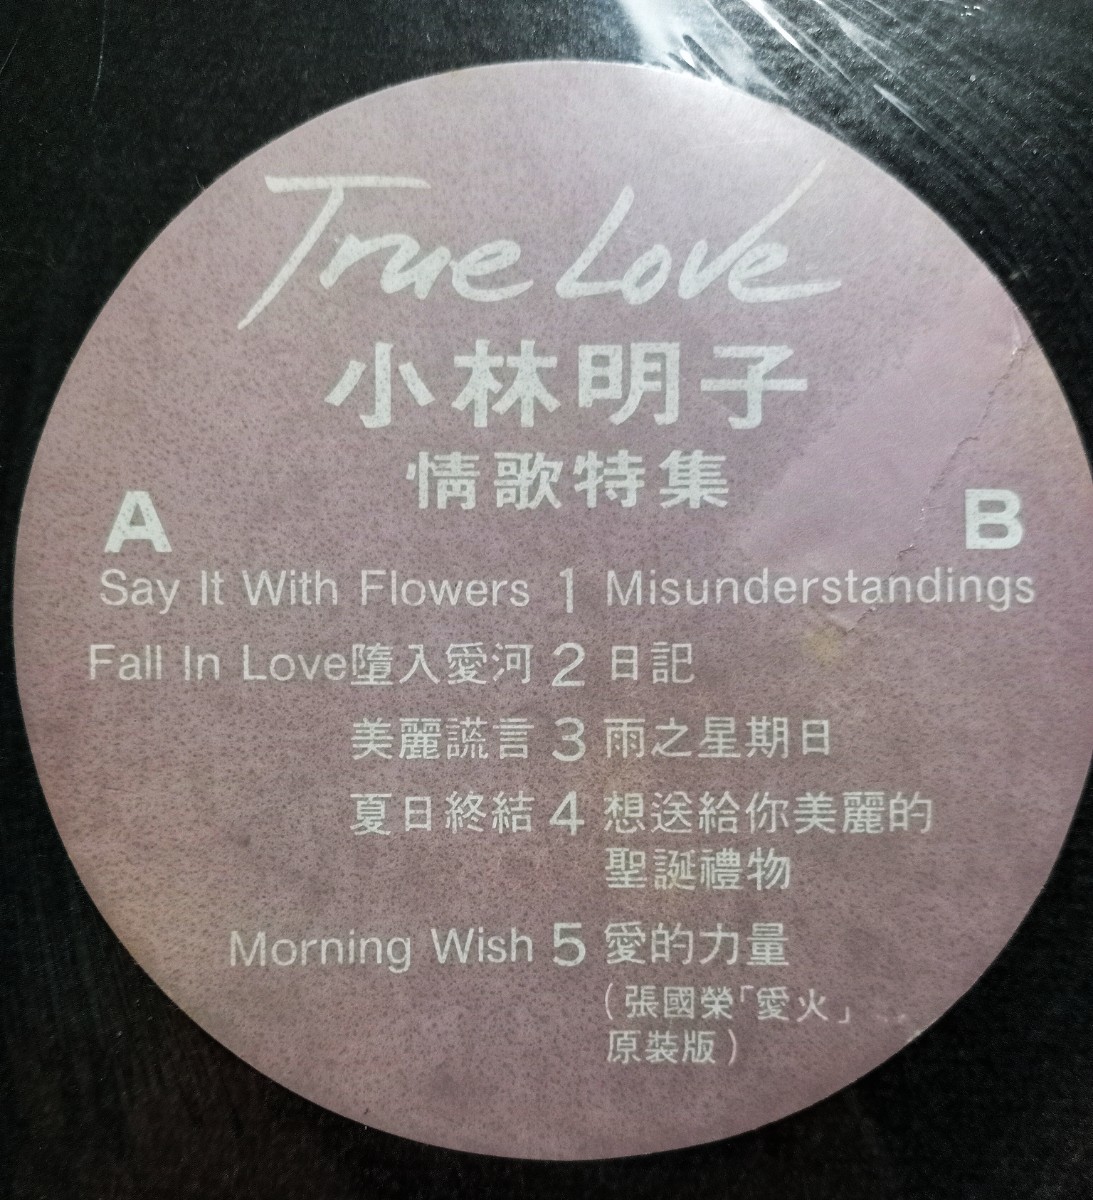 True Love
小林明子
情歌特集
A B
Say It With Flowers 1 Misunderstandings
Fall In Love墮入愛河 2 日記
美麗謊言 3 雨之星期日
夏日終結 4 想送給你美麗的
聖誕禮物
Morning Wish 5 愛的力量
(張國榮「愛火」
原裝版)